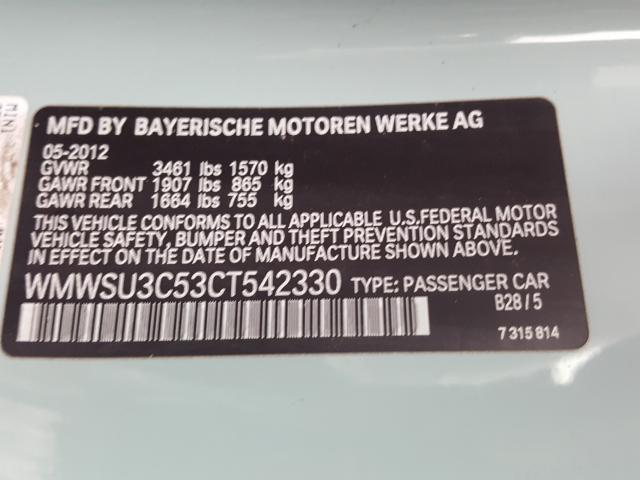 MFD BY BAYERISCHE MOTOREN WERKE AG
05-2012
GVWR 3461 lbs 1570 kg
GAWR FRONT 1907 lbs 865 kg
GAWR REAR 1664 lbs 755 kg
THIS VEHICLE CONFORMS TO ALL APPLICABLE U.S.FEDERAL MOTOR
VEHICLE SAFETY, BUMPER AND THEFT PREVENTION STANDARDS
IN EFFECT ON THE DATE OF MANUFACTURE SHOWN ABOVE.
WMWSU3C53CT542330 TYPE: PASSENGER CAR
B28 / 5
7 315 814
MINI